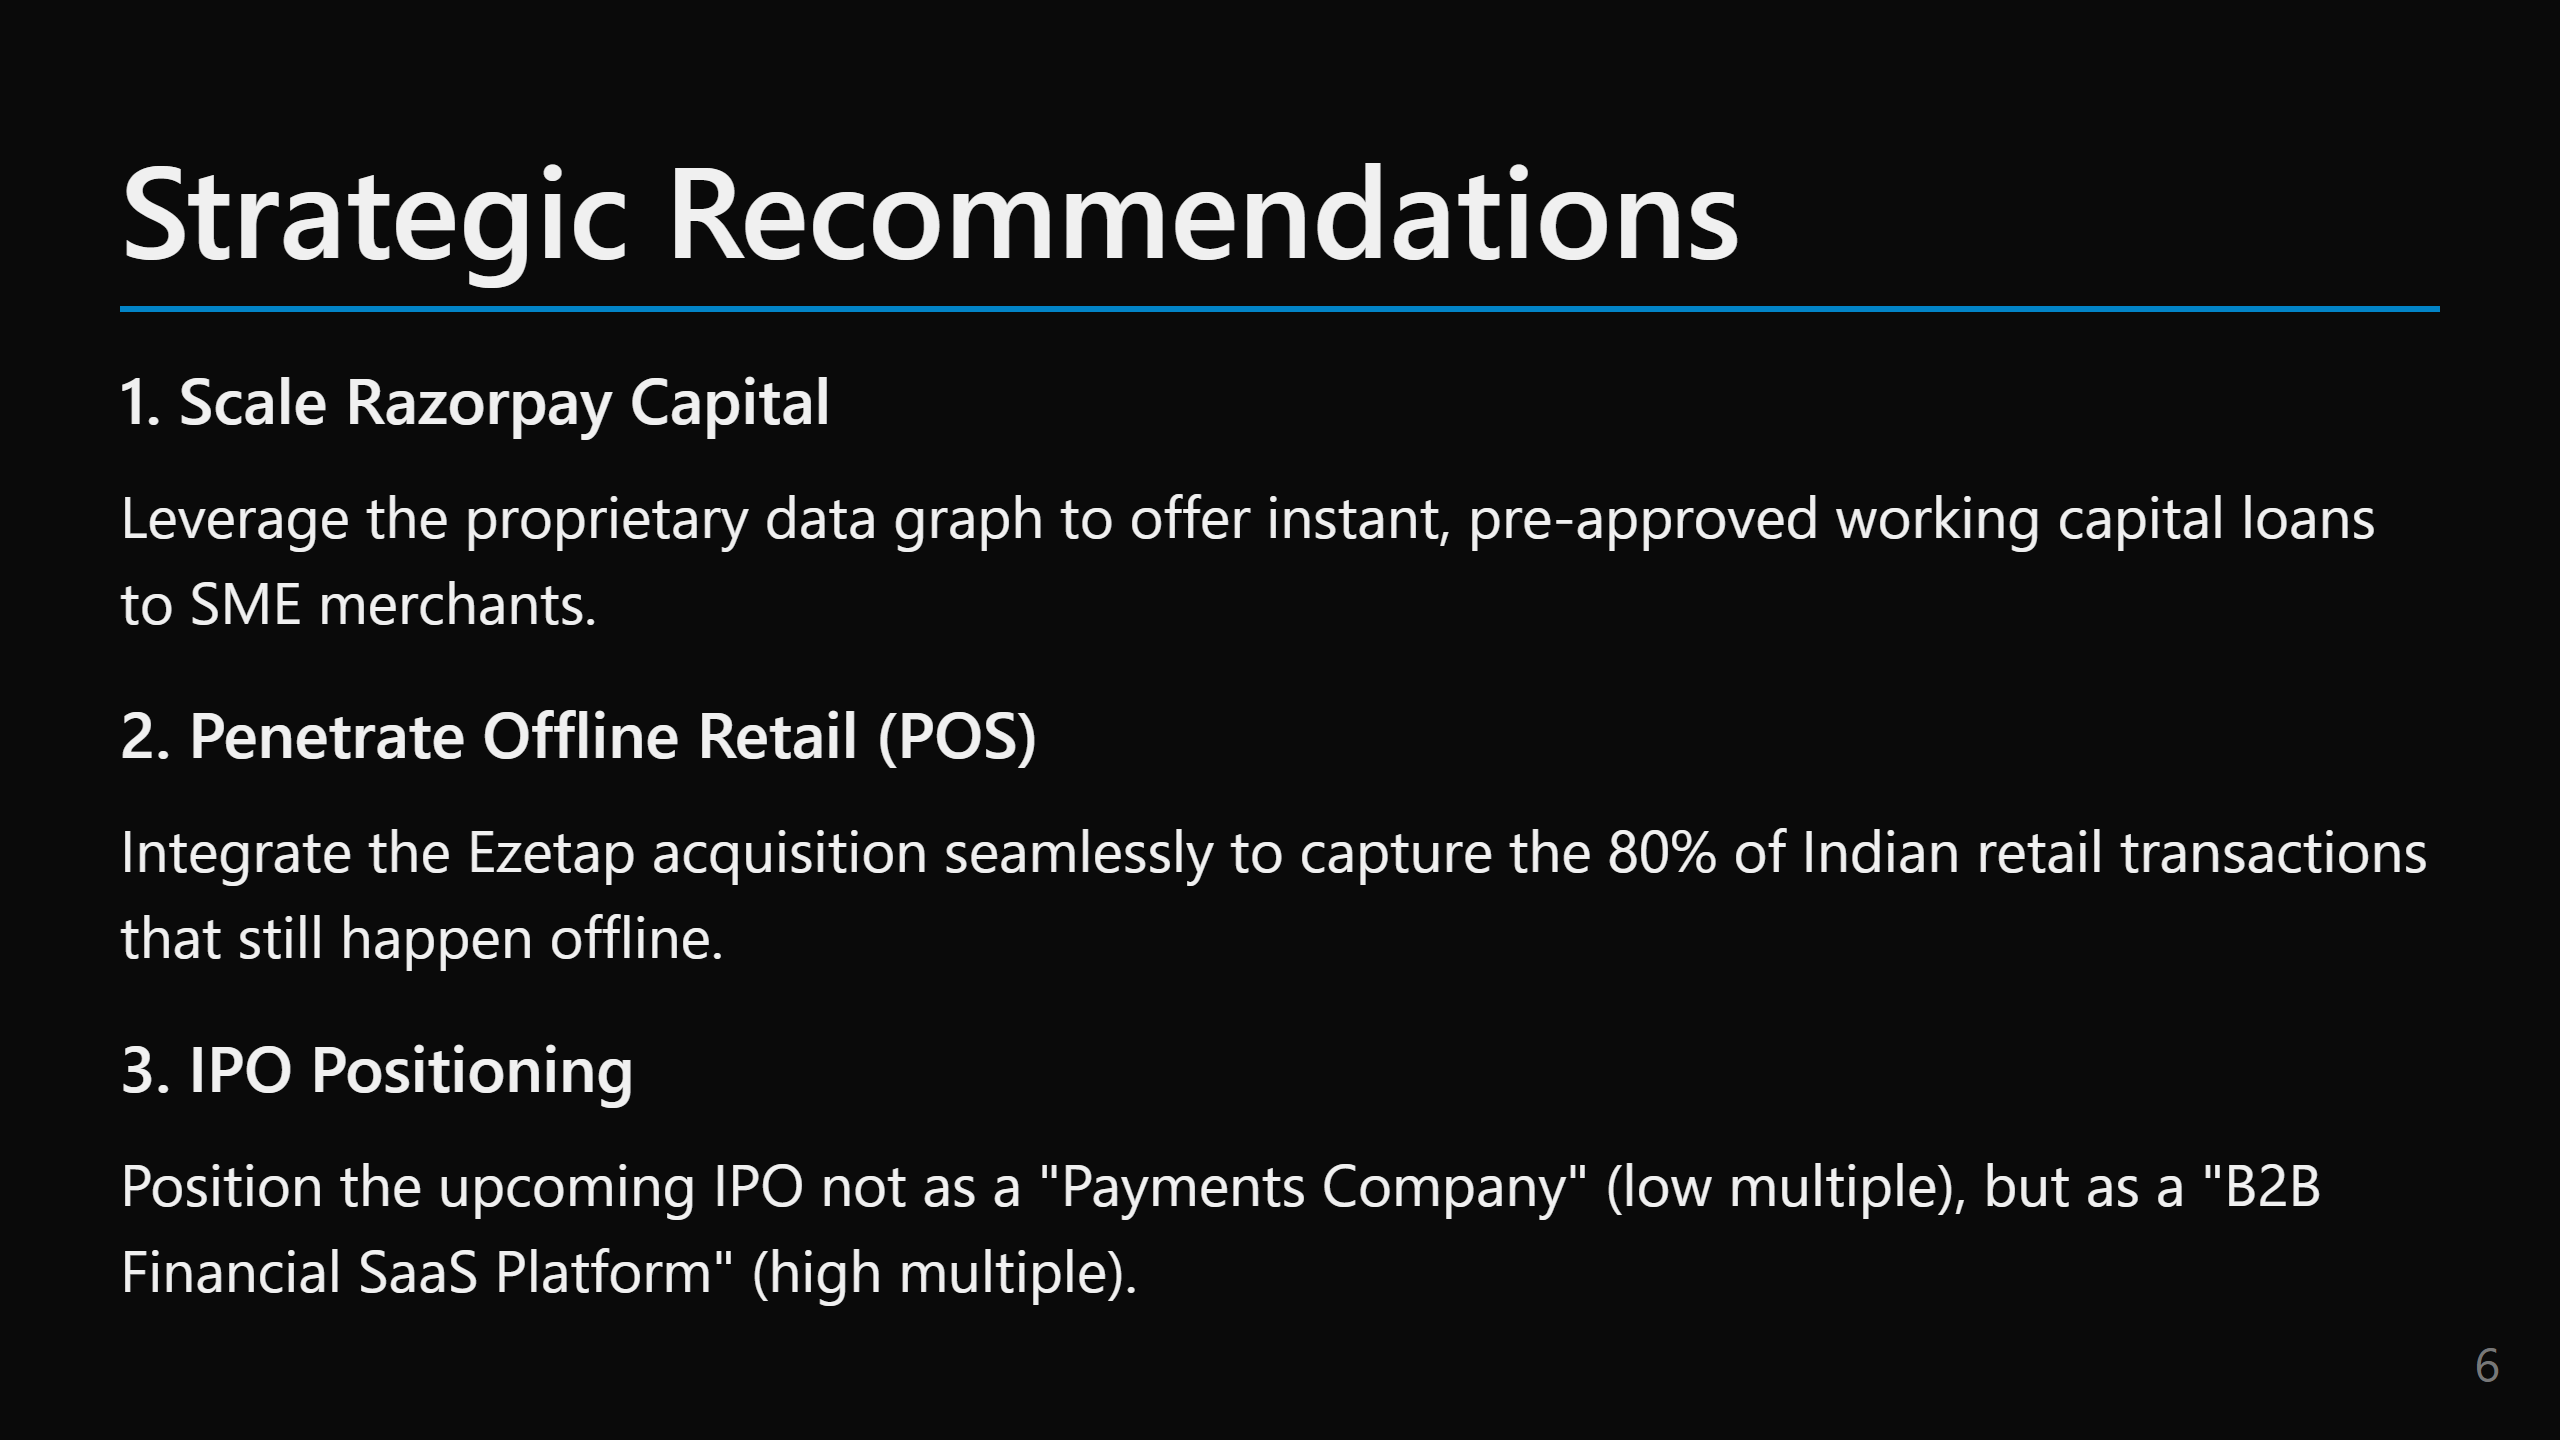 Strategic Recommendations
1. Scale Razorpay Capital
Leverage the proprietary data graph to offer instant, pre-approved working capital loans
to SME merchants.
2. Penetrate Offline Retail (POS)
Integrate the Ezetap acquisition seamlessly to capture the 80% of Indian retail transactions
that still happen offline.
3. IPO Positioning
Position the upcoming IPO not as a "Payments Company" (low multiple), but as a "B2B
Financial SaaS Platform" (high multiple).
6